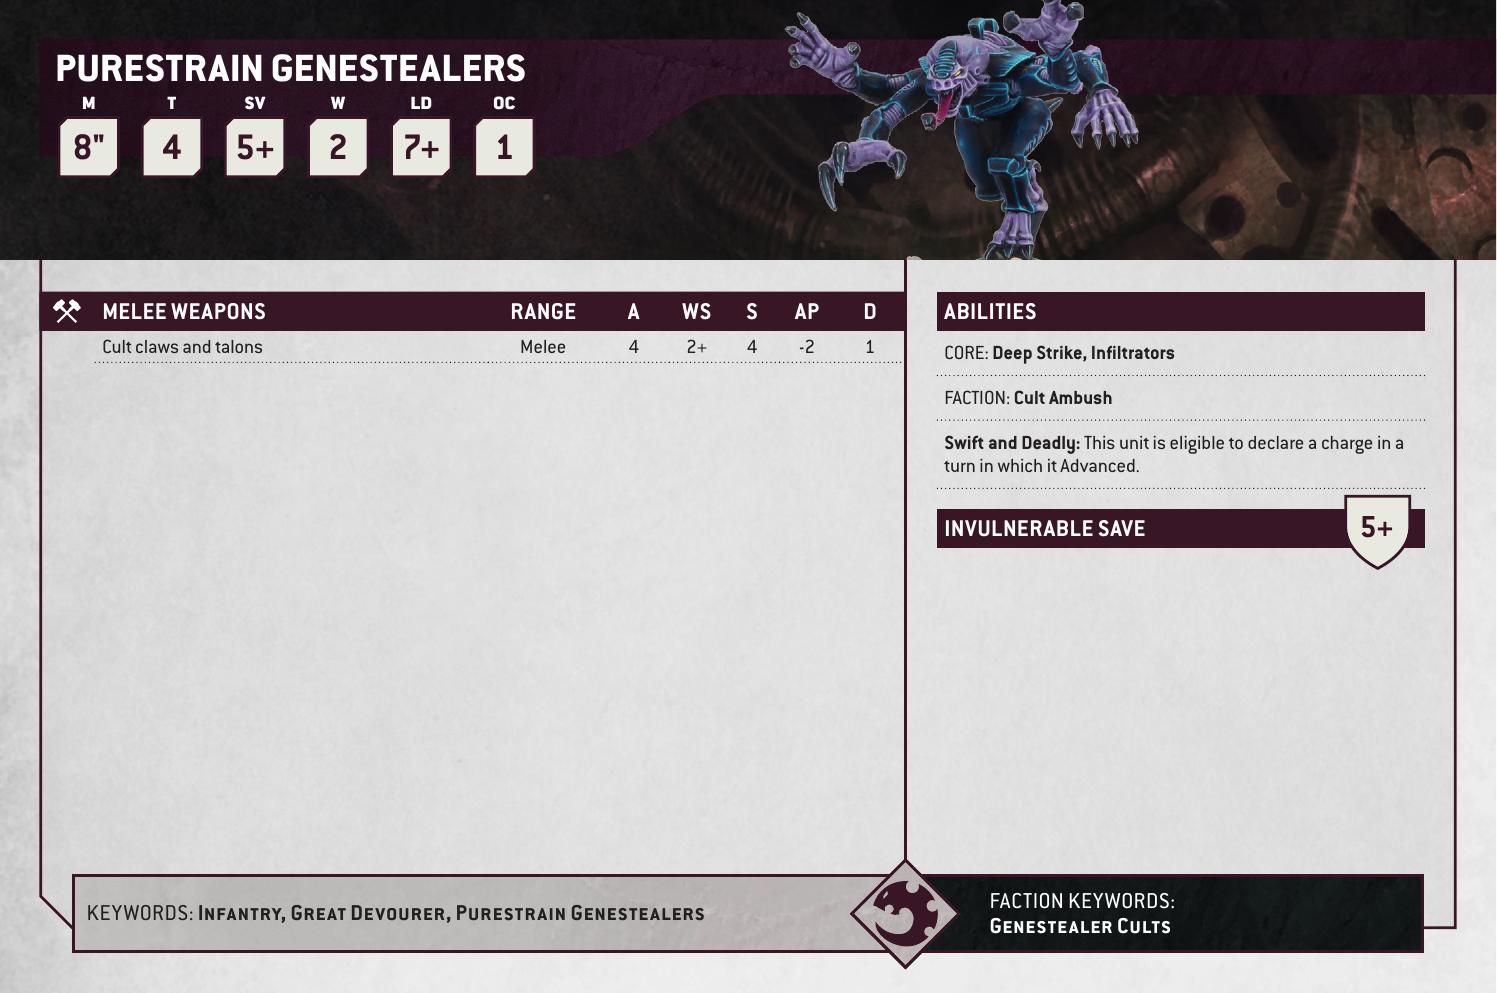 PURESTRAIN GENESTEALERS
M T SV W LD OC
8" 4 5+ 2 7+ 1
MELEE WEAPONS RANGE A WS S AP D
Cult claws and talons Melee 4 2+ 4 -2 1
ABILITIES
CORE: Deep Strike, Infiltrators
FACTION: Cult Ambush
Swift and Deadly: This unit is eligible to declare a charge in a
turn in which it Advanced.
INVULNERABLE SAVE 5+
KEYWORDS: INFANTRY, GREAT DEVOURER, PURESTRAIN GENESTEALERS
FACTION KEYWORDS:
GENESTEALER CULTS